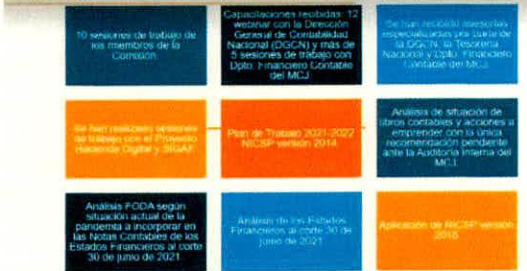 10 sesiones de trabajo de
los miembros de la
Comisión
Capacitaciones recibidas: 12
webinar con la Dirección
General de Contabilidad
Nacional (DGCN) y más de
5 sesiones de trabajo con
Dpto. Financiero Contable
del MCJ
Se han recibido asesorías
especializadas por parte de
la DGCN, la Tesorería
Nacional y Dpto. Financiero
Contable del MCJ
Se han realizado sesiones
de trabajo con el Proyecto
Hacienda Digital y SIGAF
Plan de Trabajo 2021-2022
NICSP versión 2014
Análisis de situación de
libros contables y acciones a
emprender con la única
recomendación pendiente
ante la Auditoría Interna del
MCJ
Análisis FODA según
situación actual de la
pandemia a incorporar en
las Notas Contables de los
Estados Financieros al corte
30 de junio de 2021
Análisis de los Estados
Financieros al corte 30 de
junio de 2021
Aplicación de NICSP versión
2018